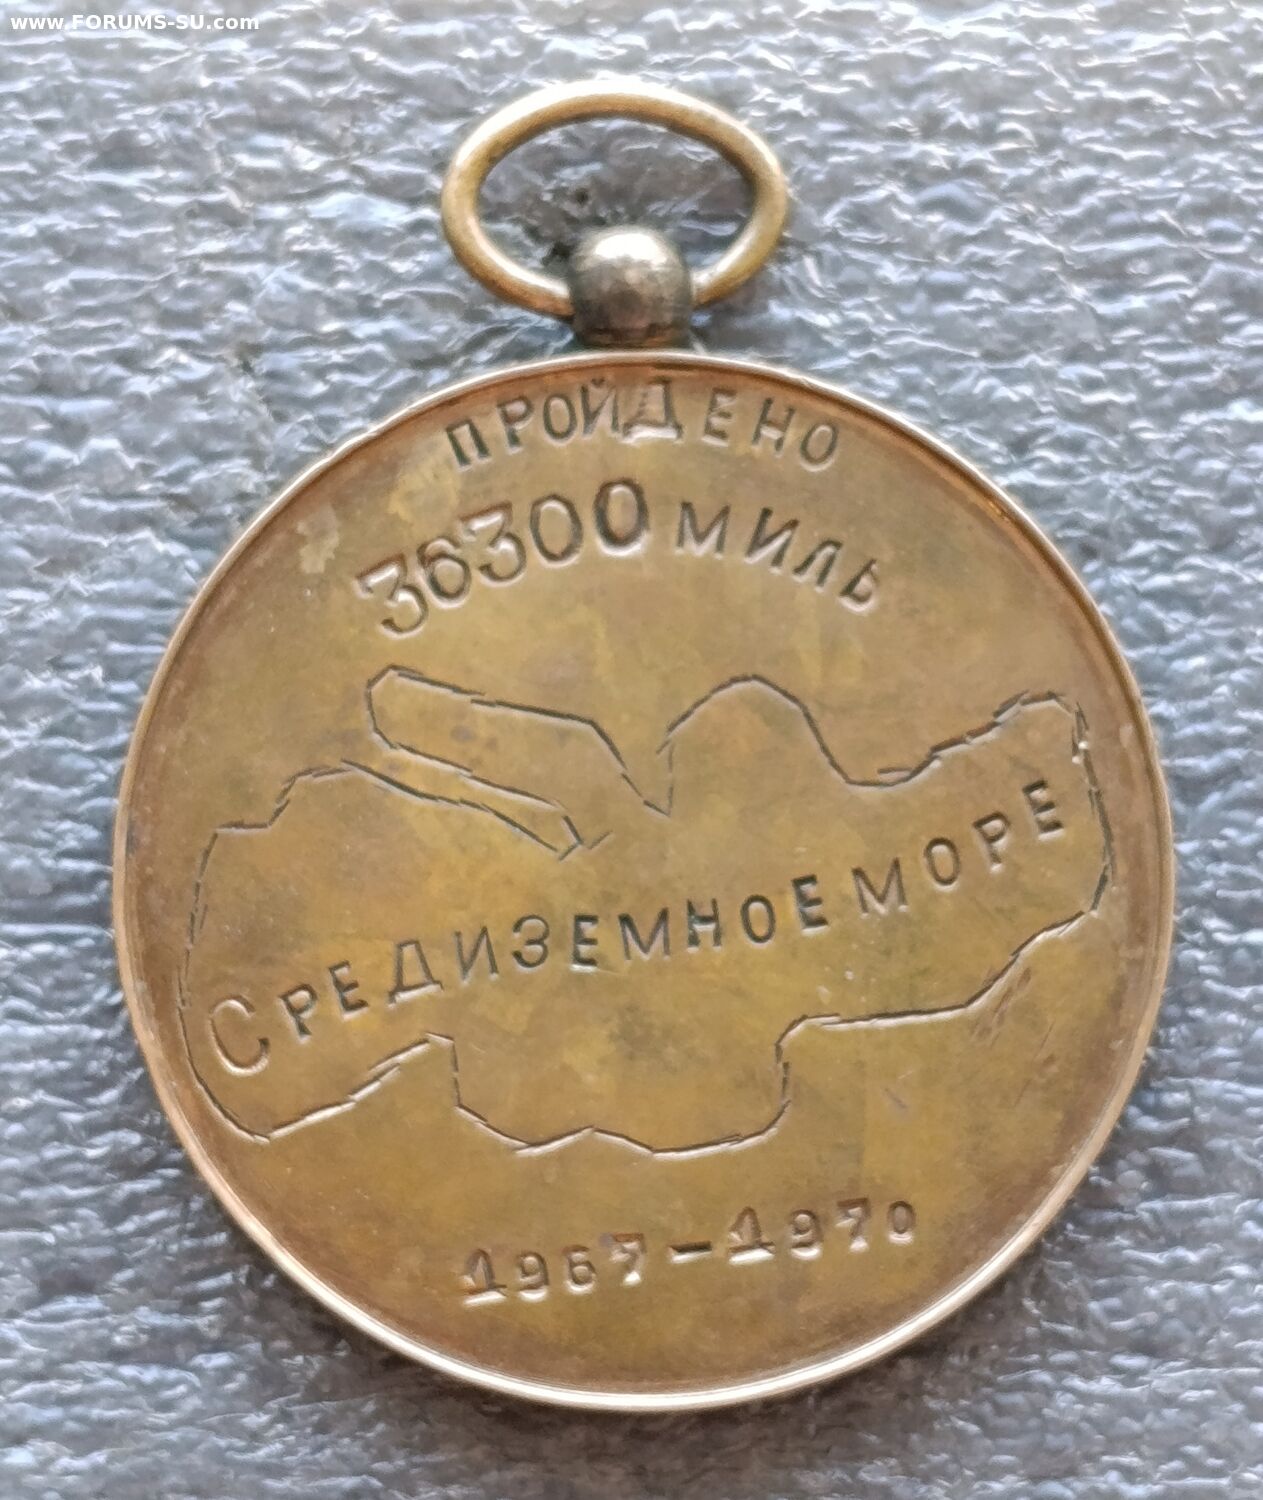 www.FORUMS-SU.com
ПРОЙДЕНО
36300 МИЛЬ
СРЕДИЗЕМНОЕ МОРЕ
1967-1970